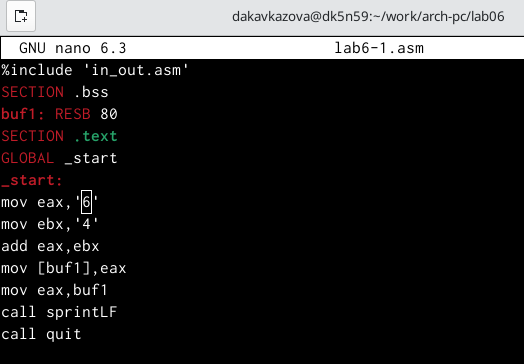 dakavkazova@dk5n59:~/work/arch-pc/lab06
GNU nano 6.3 lab6-1.asm
%include 'in_out.asm'
SECTION .bss
buf1: RESB 80
SECTION .text
GLOBAL _start
_start:
mov eax,'6'
mov ebx,'4'
add eax,ebx
mov [buf1],eax
mov eax,buf1
call sprintLF
call quit